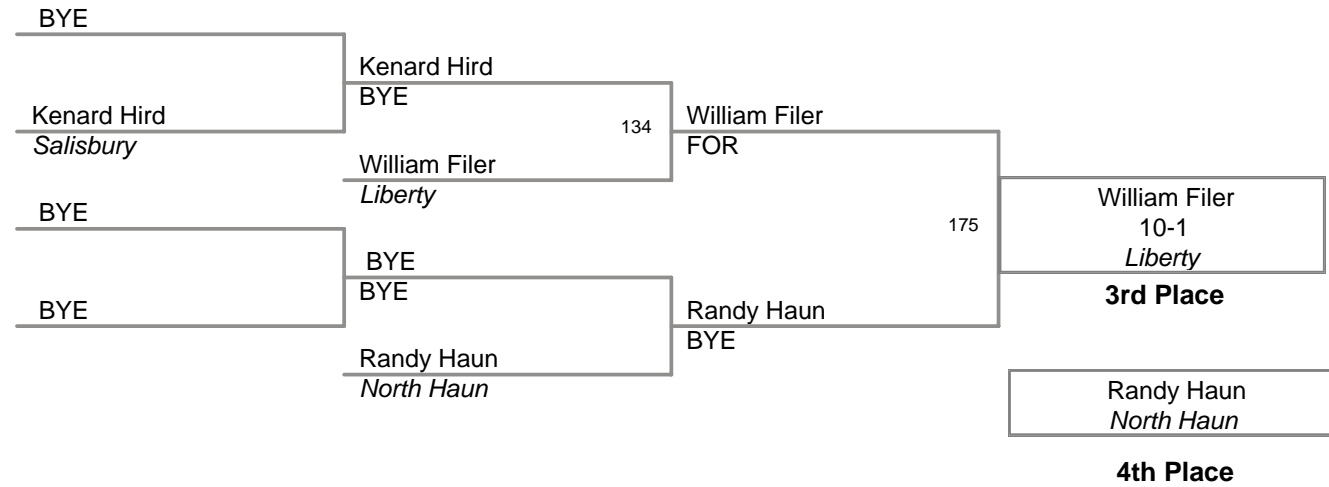 BYE
Kenard Hird
Salisbury
BYE
BYE
Kenard Hird
BYE
William Filer
Liberty
BYE
BYE
Randy Haun
North Haun
134
William Filer
FOR
Randy Haun
BYE
175
William Filer
10-1
Liberty
3rd Place
Randy Haun
North Haun
4th Place